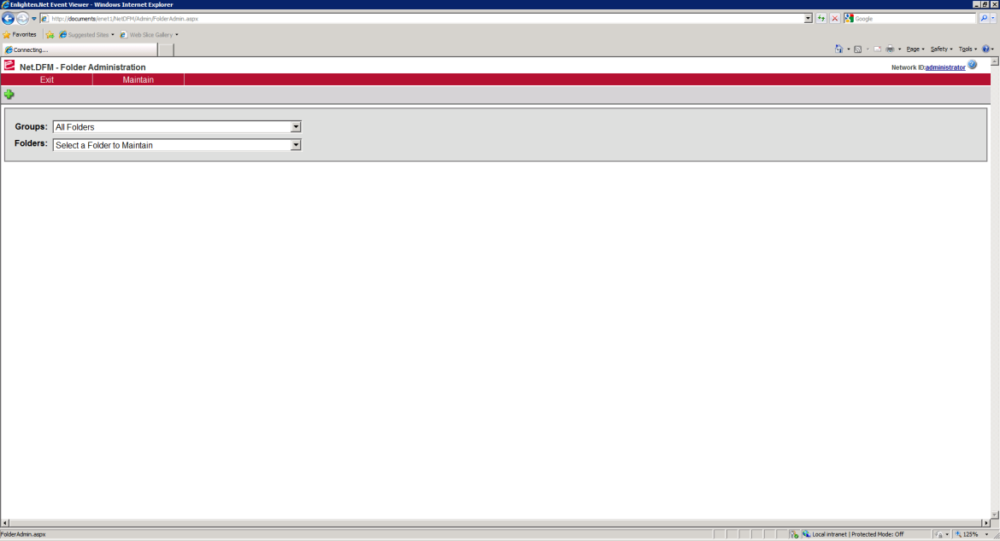 Enlighten.Net Event Viewer - Windows Internet Explorer
http://documents/enet1/NetDFM/Admin/FolderAdmin.aspx
Google
Favorites Suggested Sites Web Slice Gallery
Connecting...
Page Safety Tools
Net.DFM - Folder Administration
Network ID:administrator
Exit Maintain
Groups: All Folders
Folders: Select a Folder to Maintain
FolderAdmin.aspx
Local intranet | Protected Mode: Off
125%